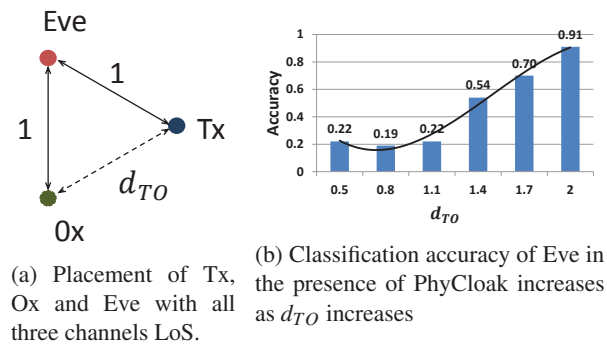 Eve
1
1
Tx
d_TO
Ox
(a) Placement of Tx,
Ox and Eve with all
three channels LoS.
Accuracy
1
0.8
0.6
0.4
0.2
0
0.22
0.19
0.22
0.54
0.70
0.91
0.5 0.8 1.1 1.4 1.7 2
d_TO
(b) Classification accuracy of Eve in
the presence of PhyCloak increases
as d_TO increases